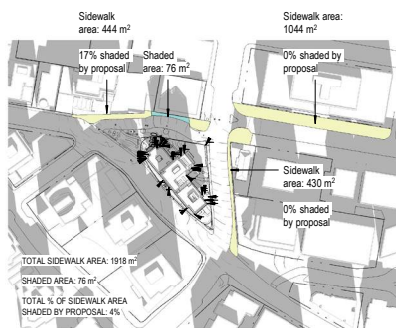 Sidewalk
area: 444 m²
17% shaded
by proposal
Shaded
area: 76 m²
Sidewalk area:
1044 m²
0% shaded by
proposal
Sidewalk
area: 430 m²
0% shaded
by proposal
TOTAL SIDEWALK AREA: 1918 m²
SHADED AREA: 76 m²
TOTAL % OF SIDEWALK AREA
SHADED BY PROPOSAL: 4%